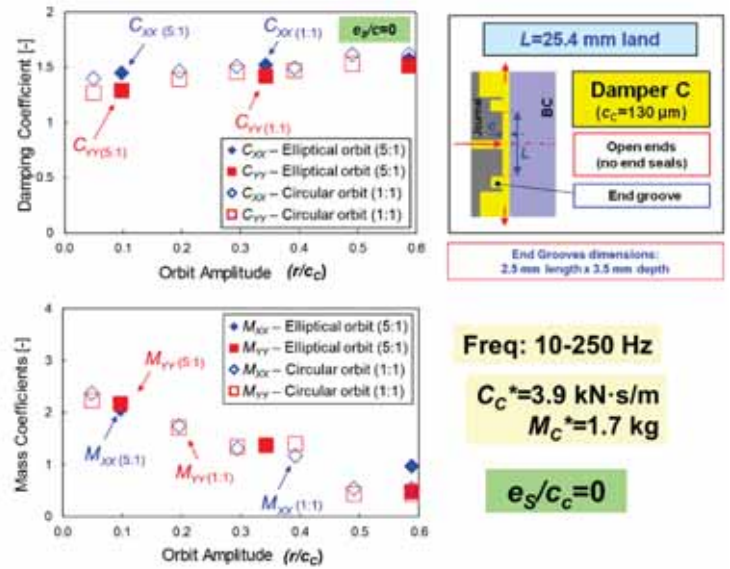 C_XX (5:1)
C_XX (1:1)
e_s/c=0
Damping Coefficient [-]
2
1.5
1
0.5
0
C_YY (5:1)
C_YY (1:1)
C_XX – Elliptical orbit (5:1)
C_YY – Elliptical orbit (5:1)
C_XX – Circular orbit (1:1)
C_YY – Circular orbit (1:1)
0.0 0.1 0.2 0.3 0.4 0.5 0.6
Orbit Amplitude (r/c_C)
L=25.4 mm land
Journal
L
BC
Damper C
(c_C=130 µm)
Open ends
(no end seals)
End groove
End Grooves dimensions:
2.5 mm length x 3.5 mm depth
Mass Coefficients [-]
4
3
2
1
0
M_XX – Elliptical orbit (5:1)
M_YY – Elliptical orbit (5:1)
M_XX – Circular orbit (1:1)
M_YY – Circular orbit (1:1)
M_YY (5:1)
M_XX (5:1)
M_YY (1:1)
M_XX (1:1)
0.0 0.1 0.2 0.3 0.4 0.5 0.6
Orbit Amplitude (r/c_C)
Freq: 10-250 Hz
C_C*=3.9 kN·s/m
M_C*=1.7 kg
e_S/c_c=0